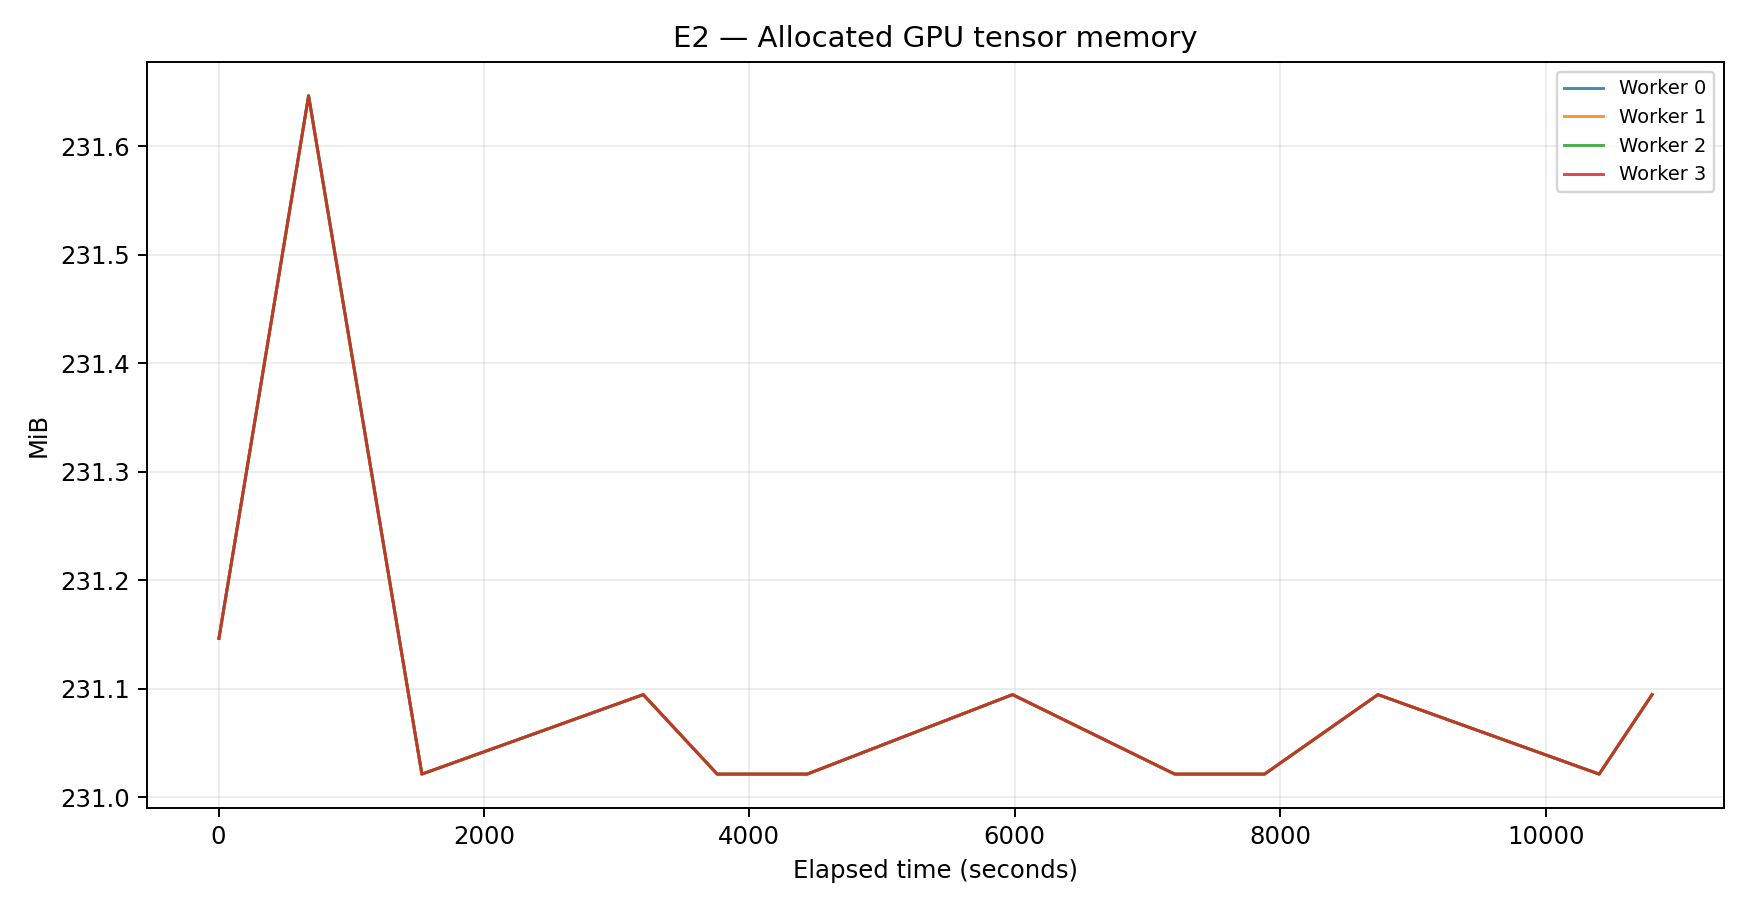 E2 — Allocated GPU tensor memory
Worker 0
Worker 1
Worker 2
Worker 3
231.6
231.5
231.4
231.3
231.2
231.1
231.0
MiB
0 2000 4000 6000 8000 10000
Elapsed time (seconds)